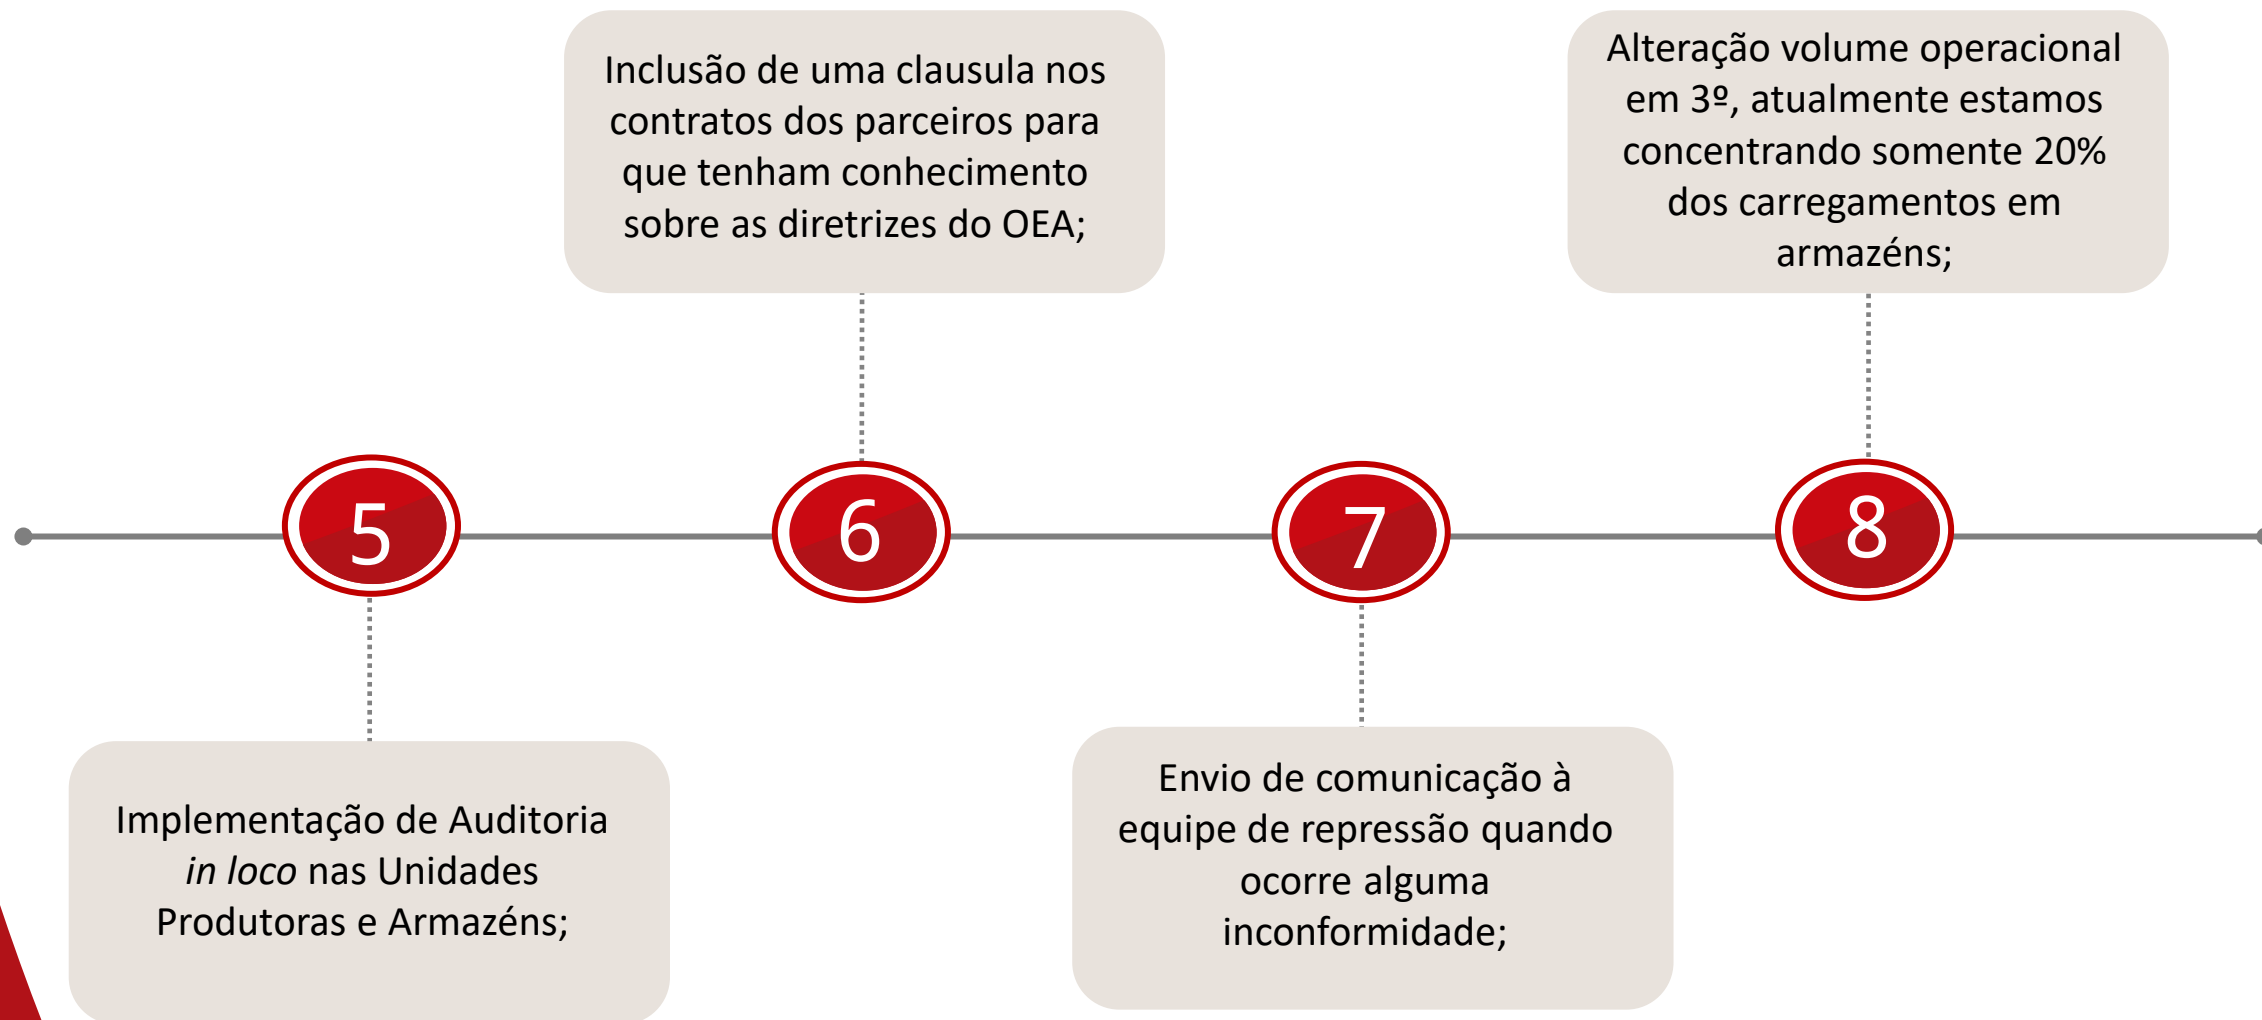 Inclusão de uma clausula nos
contratos dos parceiros para
que tenham conhecimento
sobre as diretrizes do OEA;
Alteração volume operacional
em 3º, atualmente estamos
concentrando somente 20%
dos carregamentos em
armazéns;
5
6
7
8
Implementação de Auditoria
in loco nas Unidades
Produtoras e Armazéns;
Envio de comunicação à
equipe de repressão quando
ocorre alguma
inconformidade;